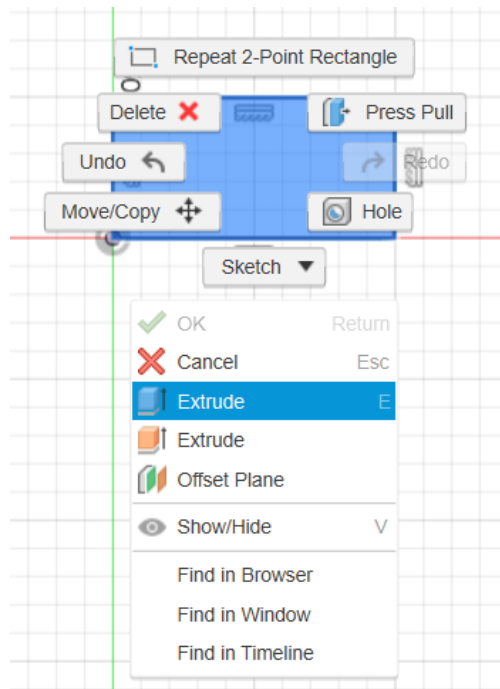 Repeat 2-Point Rectangle
Delete
Press Pull
Undo
Redo
Move/Copy
Hole
Sketch
OK Return
Cancel Esc
Extrude E
Extrude
Offset Plane
Show/Hide V
Find in Browser
Find in Window
Find in Timeline